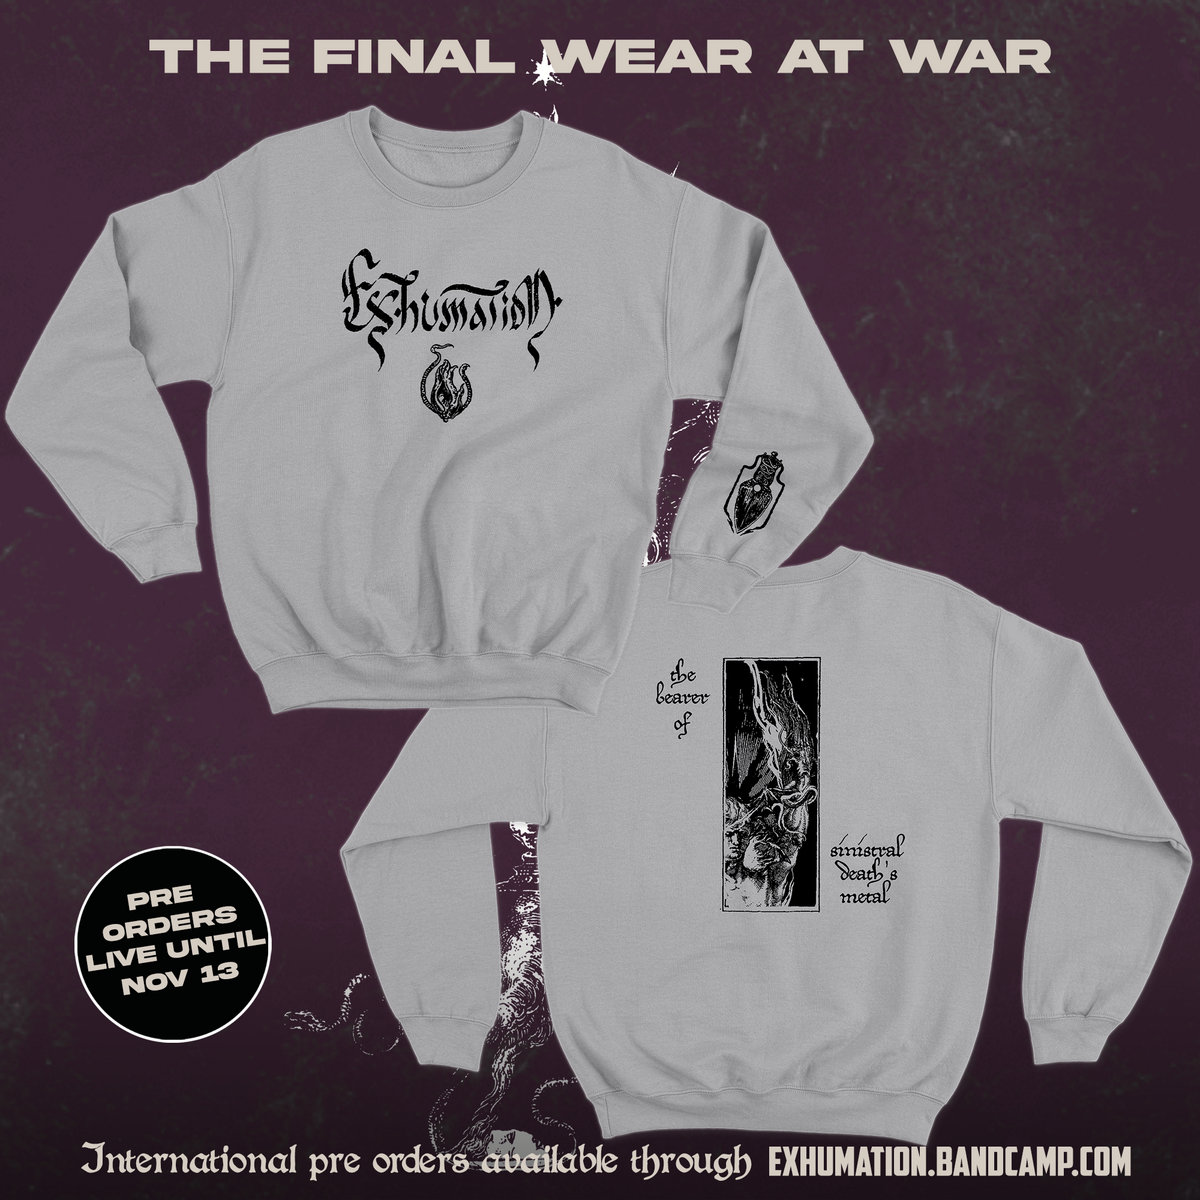 THE FINAL WEAR AT WAR
Exhumation
the
bearer
of
sinistral
death's
metal
PRE
ORDERS
LIVE UNTIL
NOV 13
International pre orders available through EXHUMATION.BANDCAMP.COM